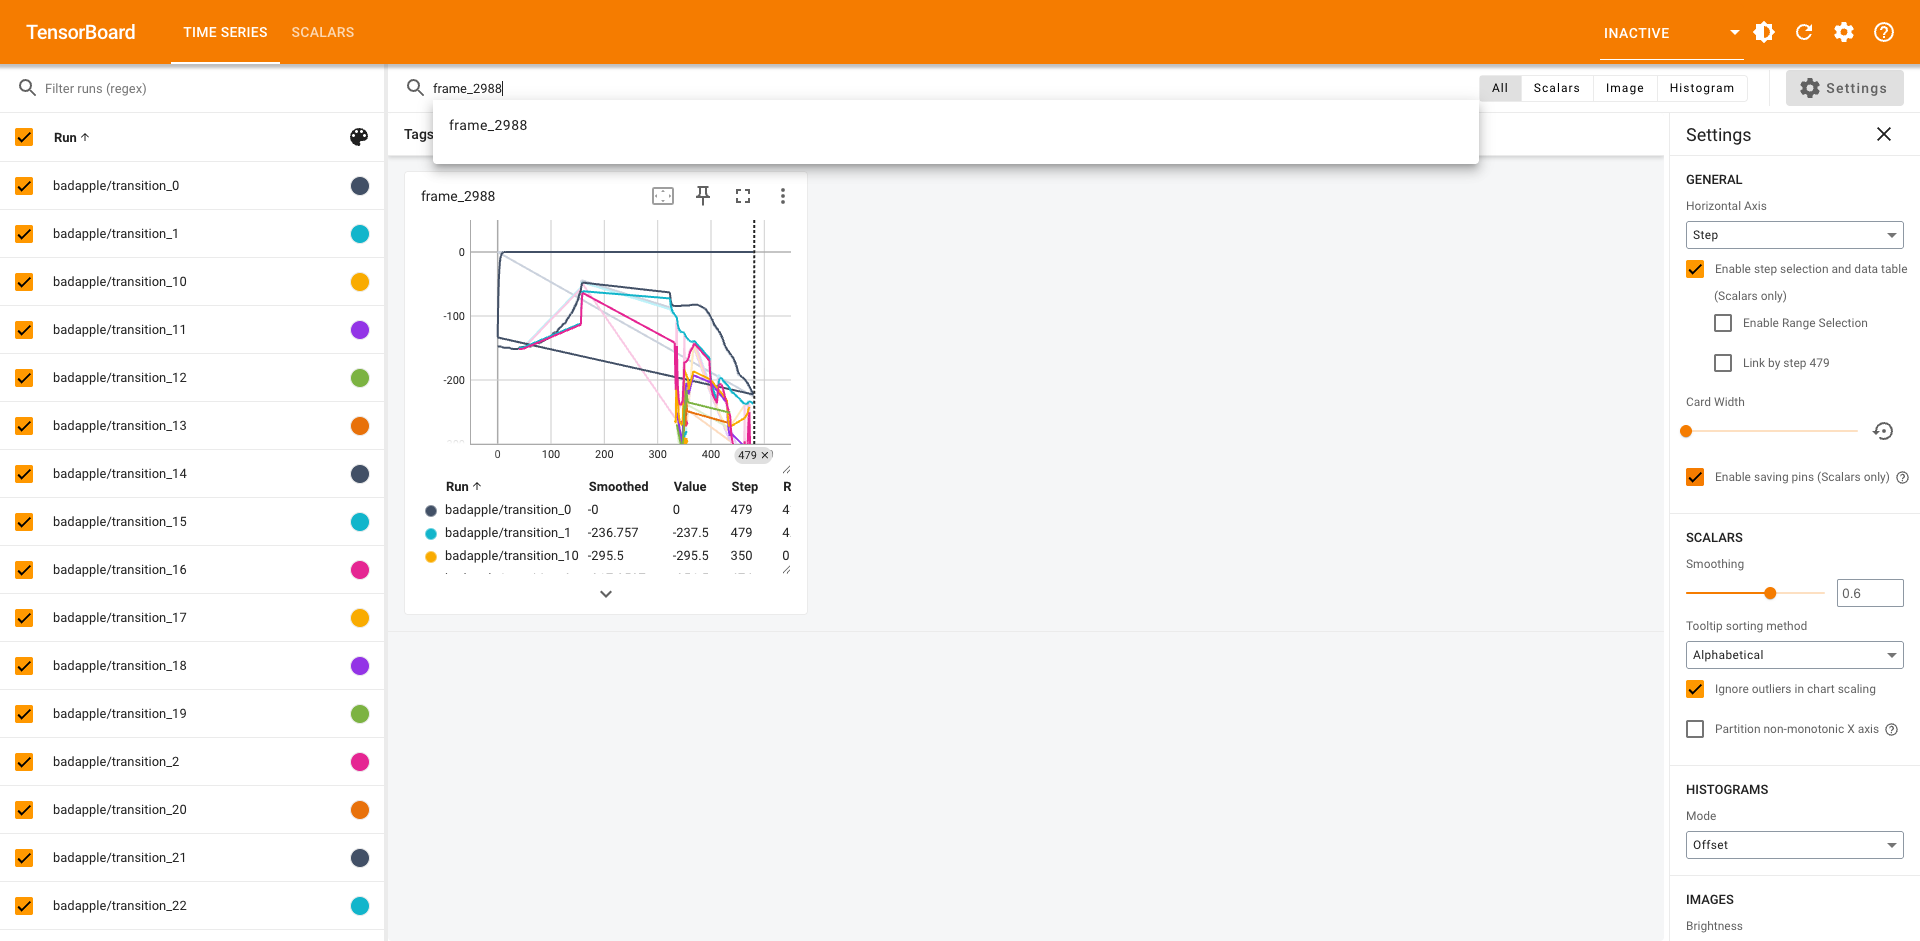 TensorBoard
TIME SERIES
SCALARS
INACTIVE
Filter runs (regex)
frame_2988
All
Scalars
Image
Histogram
Settings
frame_2988
Tags
Run
badapple/transition_0
badapple/transition_1
badapple/transition_10
badapple/transition_11
badapple/transition_12
badapple/transition_13
badapple/transition_14
badapple/transition_15
badapple/transition_16
badapple/transition_17
badapple/transition_18
badapple/transition_19
badapple/transition_2
badapple/transition_20
badapple/transition_21
badapple/transition_22
frame_2988
0
-100
-200
0 100 200 300 400 479
Run Smoothed Value Step R
badapple/transition_0 -0 0 479 4
badapple/transition_1 -236.757 -237.5 479 4
badapple/transition_10 -295.5 -295.5 350 0
Settings
GENERAL
Horizontal Axis
Step
Enable step selection and data table
(Scalars only)
Enable Range Selection
Link by step 479
Card Width
Enable saving pins (Scalars only)
SCALARS
Smoothing
0.6
Tooltip sorting method
Alphabetical
Ignore outliers in chart scaling
Partition non-monotonic X axis
HISTOGRAMS
Mode
Offset
IMAGES
Brightness